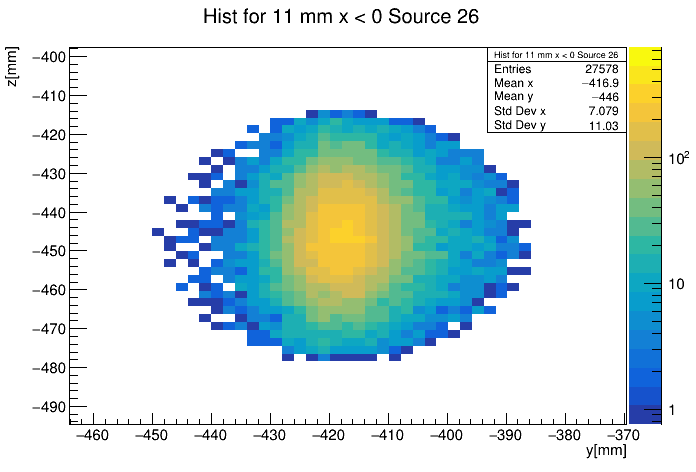 Hist for 11 mm x < 0 Source 26
z[mm]
Hist for 11 mm x < 0 Source 26
Entries 27578
Mean x −416.9
Mean y −446
Std Dev x 7.079
Std Dev y 11.03
−400
−410
−420
−430
−440
−450
−460
−470
−480
−490
10²
10
1
−460 −450 −440 −430 −420 −410 −400 −390 −380 −370
y[mm]